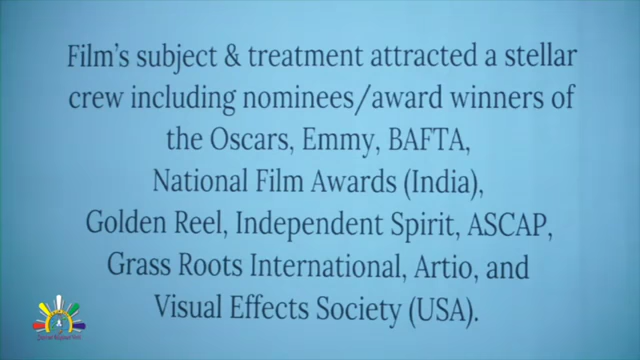 Film's subject & treatment attracted a stellar
crew including nominees/award winners of
the Oscars, Emmy, BAFTA,
National Film Awards (India),
Golden Reel, Independent Spirit, ASCAP,
Grass Roots International, Artio, and
Visual Effects Society (USA).